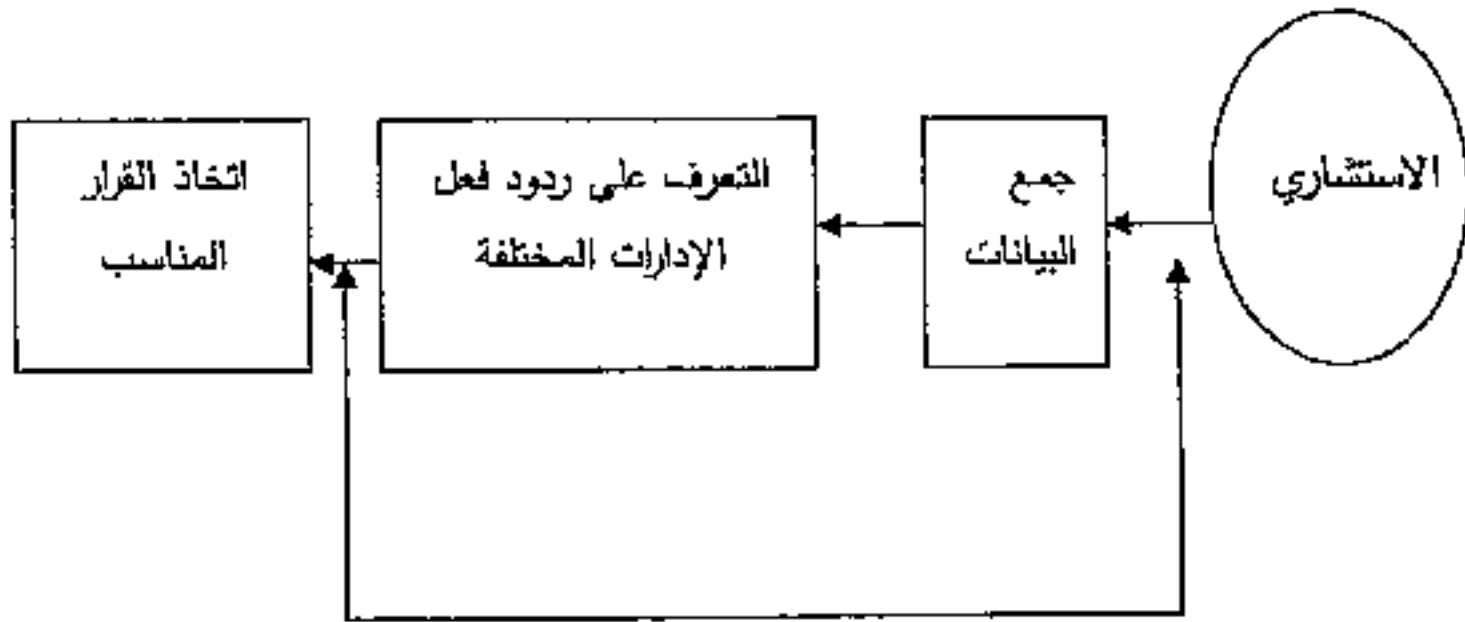 الاستشاري
جمع
البيانات
التعرف على ردود فعل
الإدارات المختلفة
اتخاذ القرار
المناسب